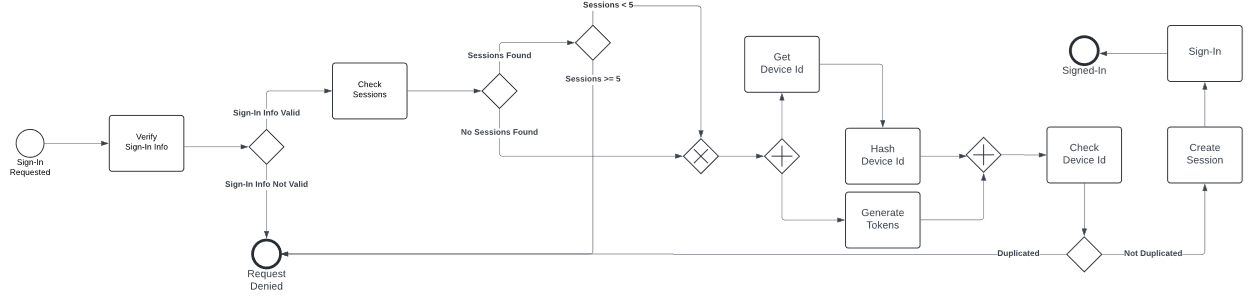 Sessions < 5
Sessions Found
Get
Device Id
Sign-In
Signed-In
Sessions >= 5
Check
Sessions
Sign-In Info Valid
No Sessions Found
Verify
Sign-In Info
Hash
Device Id
Check
Device Id
Create
Session
Sign-In
Requested
Sign-In Info Not Valid
Generate
Tokens
Duplicated
Not Duplicated
Request
Denied